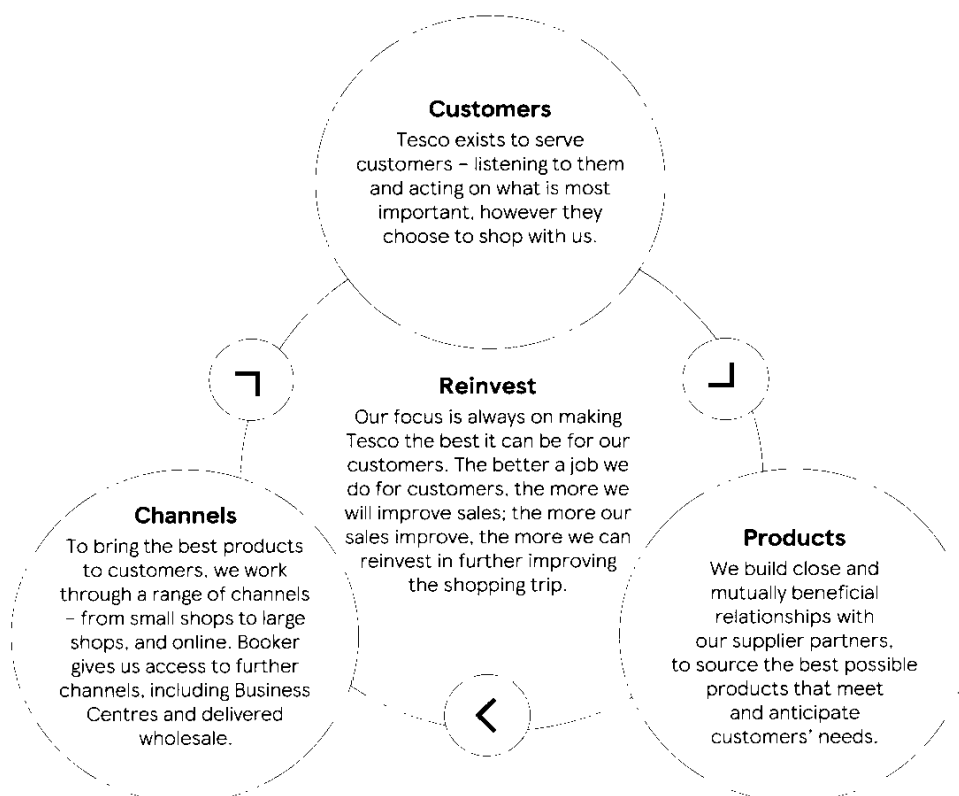 Customers
Tesco exists to serve
customers – listening to them
and acting on what is most
important, however they
choose to shop with us.
Reinvest
Our focus is always on making
Tesco the best it can be for our
customers. The better a job we
do for customers, the more we
will improve sales; the more our
sales improve, the more we can
reinvest in further improving
the shopping trip.
Channels
To bring the best products
to customers, we work
through a range of channels
– from small shops to large
shops, and online. Booker
gives us access to further
channels, including Business
Centres and delivered
wholesale.
Products
We build close and
mutually beneficial
relationships with
our supplier partners,
to source the best possible
products that meet
and anticipate
customers' needs.